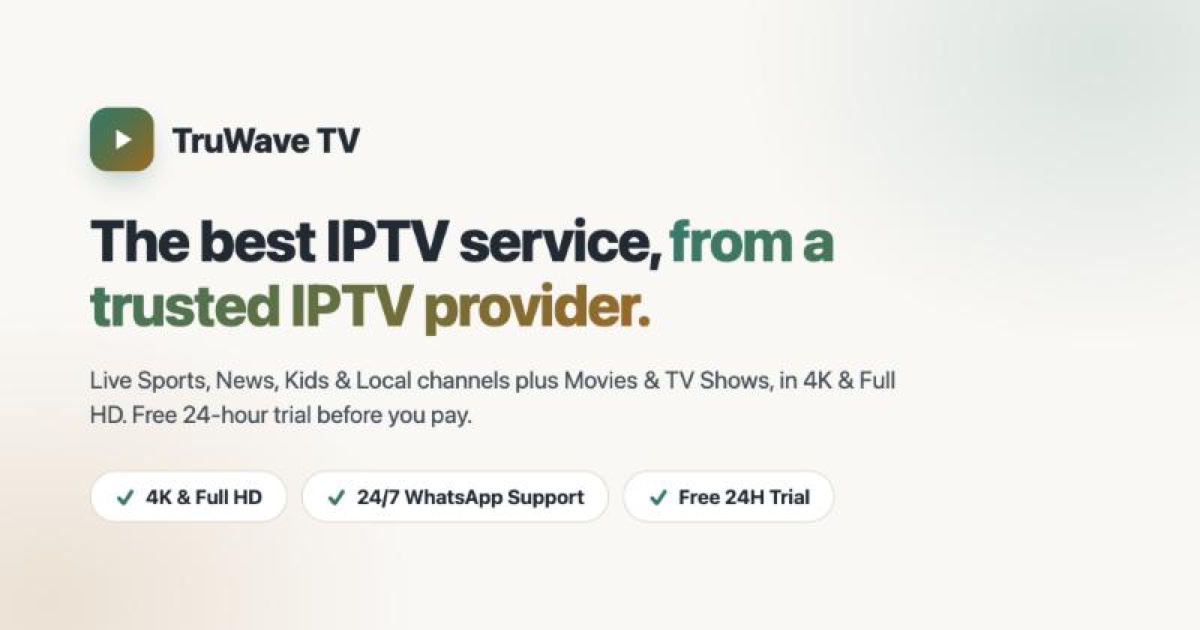 TruWave TV
The best IPTV service, from a
trusted IPTV provider.
Live Sports, News, Kids & Local channels plus Movies & TV Shows, in 4K & Full
HD. Free 24-hour trial before you pay.
4K & Full HD
24/7 WhatsApp Support
Free 24H Trial